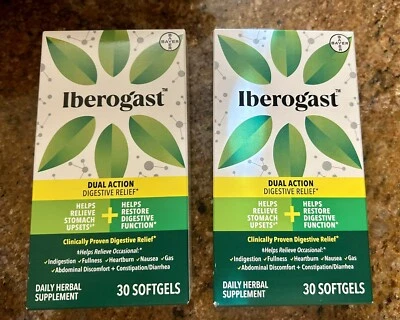 BAYER
Iberogast™
DUAL ACTION
DIGESTIVE RELIEF*
HELPS
RELIEVE
STOMACH
UPSETS*‡
+
HELPS
RESTORE
DIGESTIVE
FUNCTION*
Clinically Proven Digestive Relief*
‡Helps Relieve Occasional:*
✓Indigestion ✓Fullness ✓Heartburn ✓Nausea ✓Gas
✓Abdominal Discomfort + Constipation/Diarrhea
DAILY HERBAL
SUPPLEMENT
30 SOFTGELS
BAYER
Iberogast™
DUAL ACTION
DIGESTIVE RELIEF*
HELPS
RELIEVE
STOMACH
UPSETS*‡
+
HELPS
RESTORE
DIGESTIVE
FUNCTION*
Clinically Proven Digestive Relief*
‡Helps Relieve Occasional:*
✓Indigestion ✓Fullness ✓Heartburn ✓Nausea ✓Gas
✓Abdominal Discomfort + Constipation/Diarrhea
DAILY HERBAL
SUPPLEMENT
30 SOFTGELS